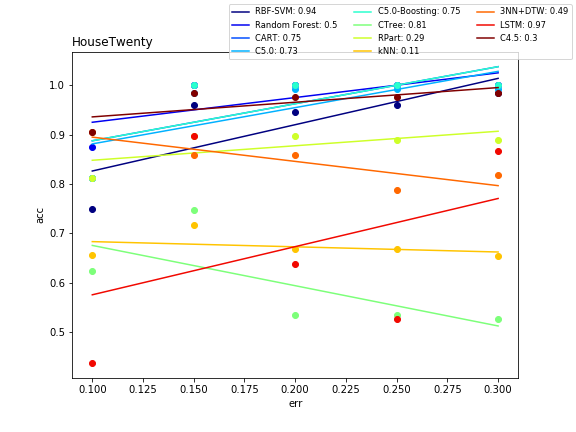 RBF-SVM: 0.94
Random Forest: 0.5
CART: 0.75
C5.0: 0.73
C5.0-Boosting: 0.75
CTree: 0.81
RPart: 0.29
kNN: 0.11
3NN+DTW: 0.49
LSTM: 0.97
C4.5: 0.3
HouseTwenty
acc
1.0
0.9
0.8
0.7
0.6
0.5
0.100 0.125 0.150 0.175 0.200 0.225 0.250 0.275 0.300
err